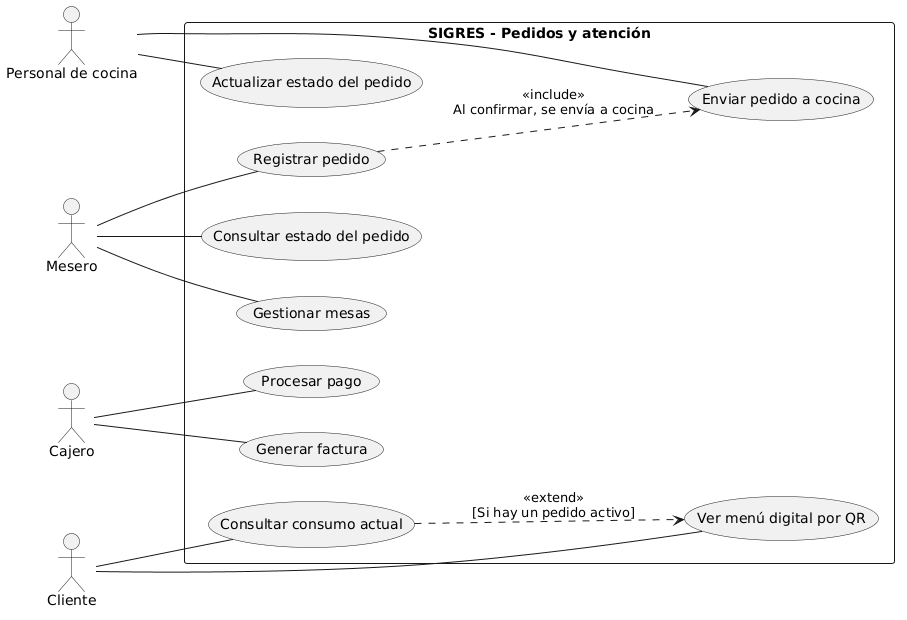 SIGRES - Pedidos y atención
Personal de cocina
Actualizar estado del pedido
«include»
Al confirmar, se envía a cocina
Enviar pedido a cocina
Registrar pedido
Mesero
Consultar estado del pedido
Gestionar mesas
Procesar pago
Cajero
Generar factura
«extend»
[Si hay un pedido activo]
Consultar consumo actual
Ver menú digital por QR
Cliente